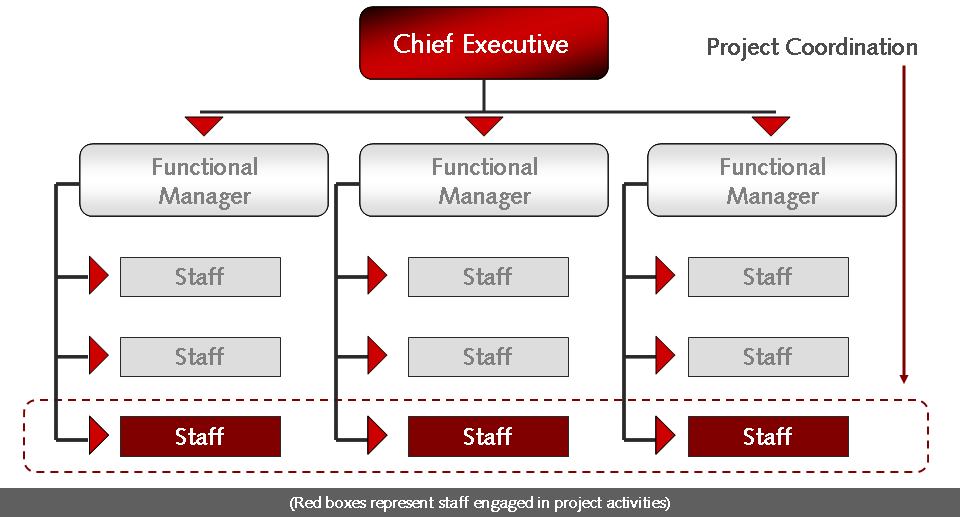 Chief Executive
Project Coordination
Functional
Manager
Functional
Manager
Functional
Manager
Staff
Staff
Staff
Staff
Staff
Staff
Staff
Staff
Staff
(Red boxes represent staff engaged in project activities)